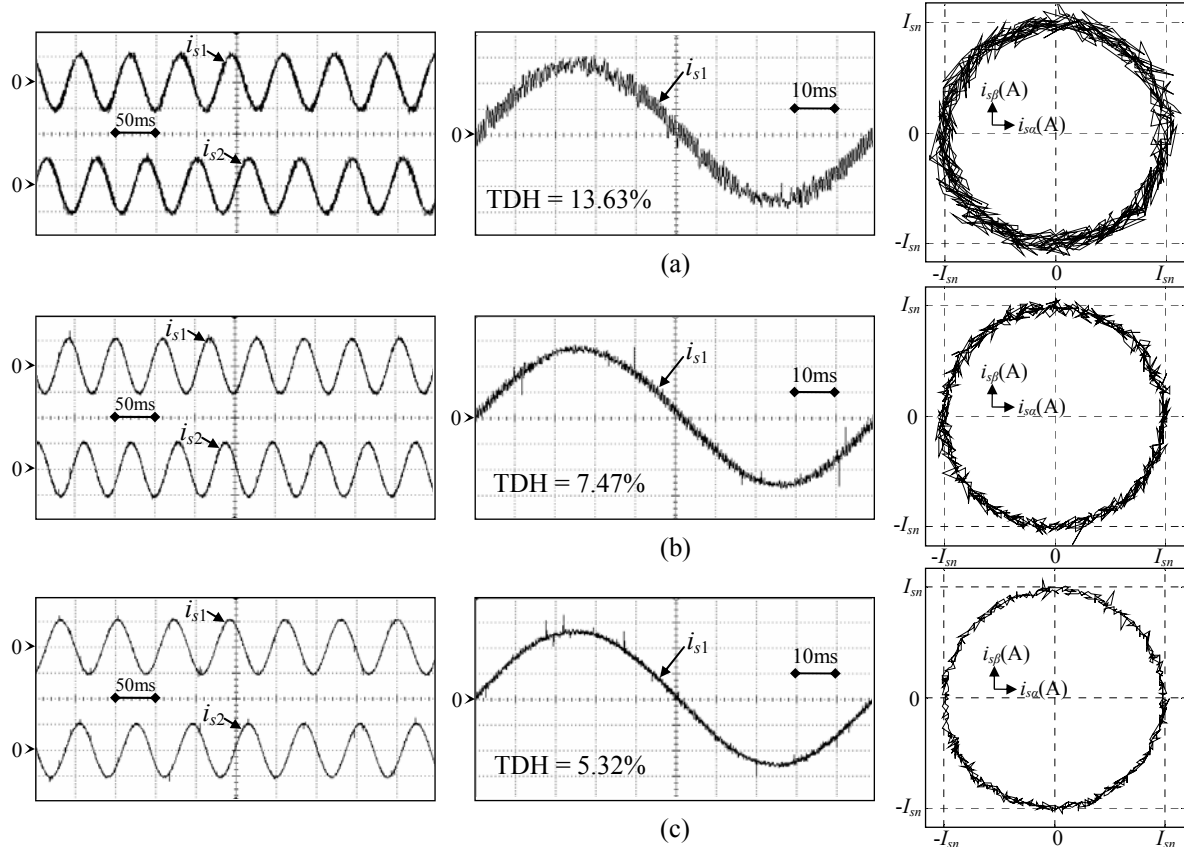 i_s1
0
50ms
i_s2
0
i_s1
10ms
0
TDH = 13.63%
I_sn
i_sβ(A)
i_sα(A)
0
-I_sn
-I_sn
0
I_sn
(a)
i_s1
0
50ms
i_s2
0
i_s1
10ms
0
TDH = 7.47%
I_sn
i_sβ(A)
i_sα(A)
0
-I_sn
-I_sn
0
I_sn
(b)
i_s1
0
50ms
i_s2
0
i_s1
10ms
0
TDH = 5.32%
I_sn
i_sβ(A)
i_sα(A)
0
-I_sn
-I_sn
0
I_sn
(c)